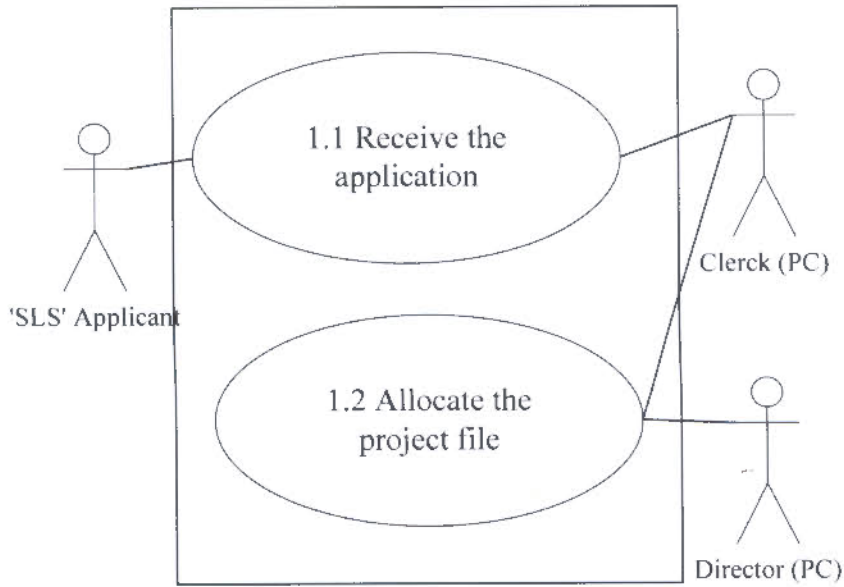 1.1 Receive the
application
Clerck (PC)
'SLS' Applicant
1.2 Allocate the
project file
Director (PC)